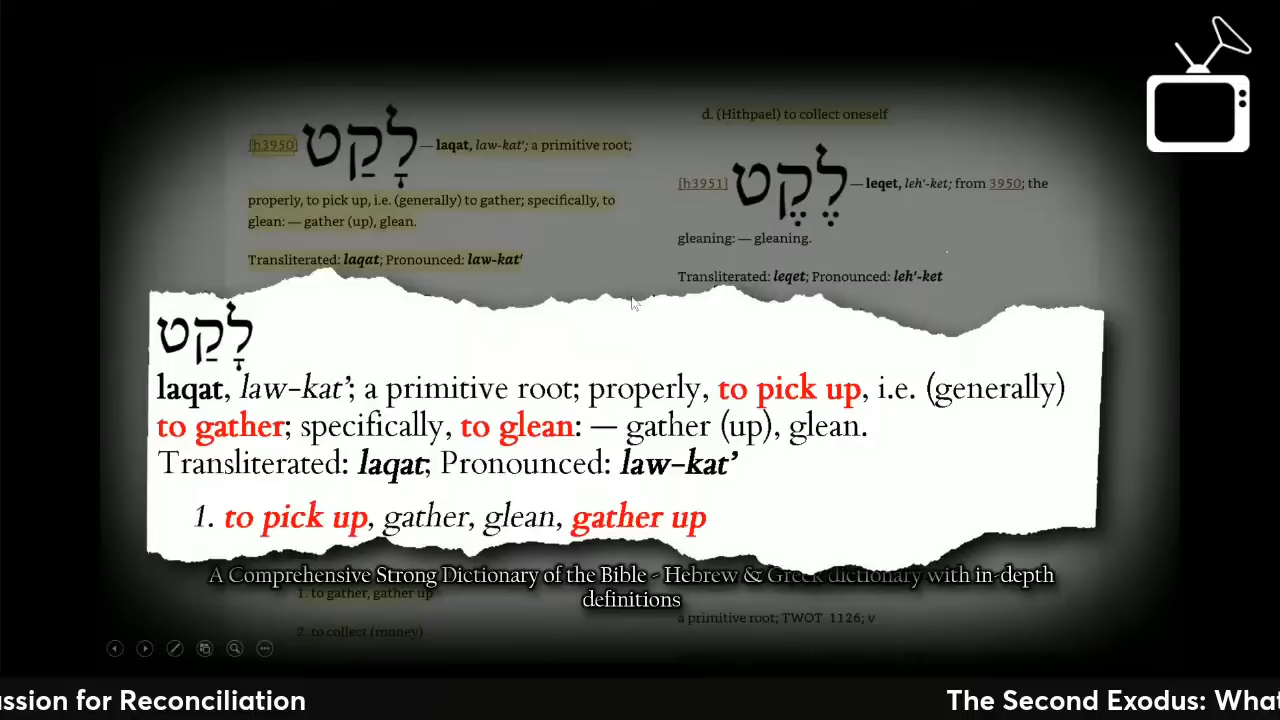 d. (Hithpael) to collect oneself
[h3950] לָקַט — laqat, law-kat'; a primitive root;
properly, to pick up, i.e. (generally) to gather; specifically, to
glean: — gather (up), glean.
Transliterated: laqat; Pronounced: law-kat'
[h3951] לֶקֶט — leqet, leh'-ket; from 3950; the
gleaning: — gleaning.
Transliterated: leqet; Pronounced: leh'-ket
לָקַט
laqat, law-kat’; a primitive root; properly, to pick up, i.e. (generally)
to gather; specifically, to glean: — gather (up), glean.
Transliterated: laqat; Pronounced: law-kat’
1. to pick up, gather, glean, gather up
A Comprehensive Strong Dictionary of the Bible - Hebrew & Greek dictionary with in-depth
definitions
1. to gather, gather up
2. to collect (money)
a primitive root; TWOT 1126; v
ssion for Reconciliation
The Second Exodus: What